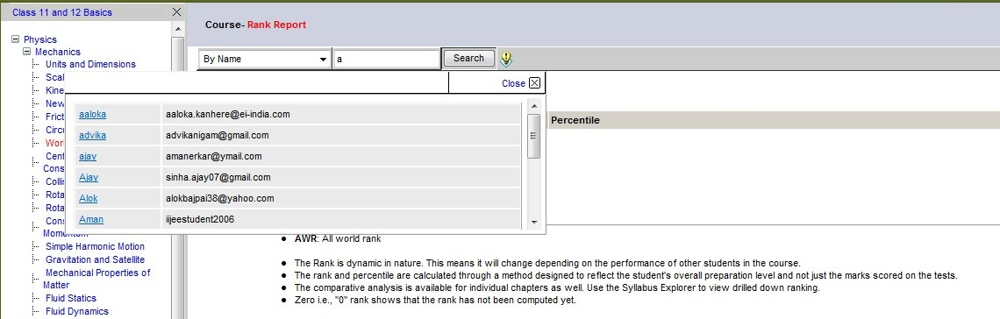 Class 11 and 12 Basics
Physics
Mechanics
Units and Dimensions
Scal
Kine
New
Frict
Circ
Wor
Cent
Cons
Collis
Rota
Rota
Cons
Momentum
Simple Harmonic Motion
Gravitation and Satellite
Mechanical Properties of
Matter
Fluid Statics
Fluid Dynamics
Course- Rank Report
By Name a Search
Close
aaloka aaloka.kanhere@ei-india.com
advika advikanigam@gmail.com
ajay amanerkar@ymail.com
Ajay sinha.ajay07@gmail.com
Alok alokbajpai38@yahoo.com
Aman iijeestudent2006
Percentile
AWR: All world rank
The Rank is dynamic in nature. This means it will change depending on the performance of other students in the course.
The rank and percentile are calculated through a method designed to reflect the student's overall preparation level and not just the marks scored on the tests.
The comparative analysis is available for individual chapters as well. Use the Syllabus Explorer to view drilled down ranking.
Zero i.e., "0" rank shows that the rank has not been computed yet.